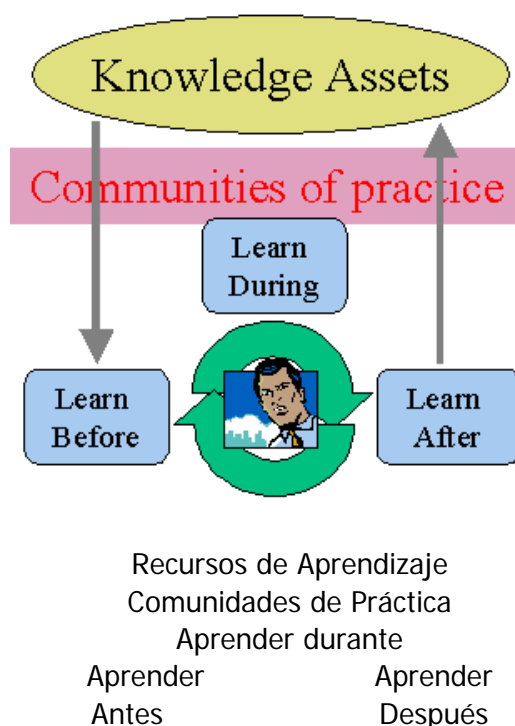 Knowledge Assets
Communities of practice
Learn
During
Learn
Before
Learn
After
Recursos de Aprendizaje
Comunidades de Práctica
Aprender durante
Aprender Aprender
Antes Después